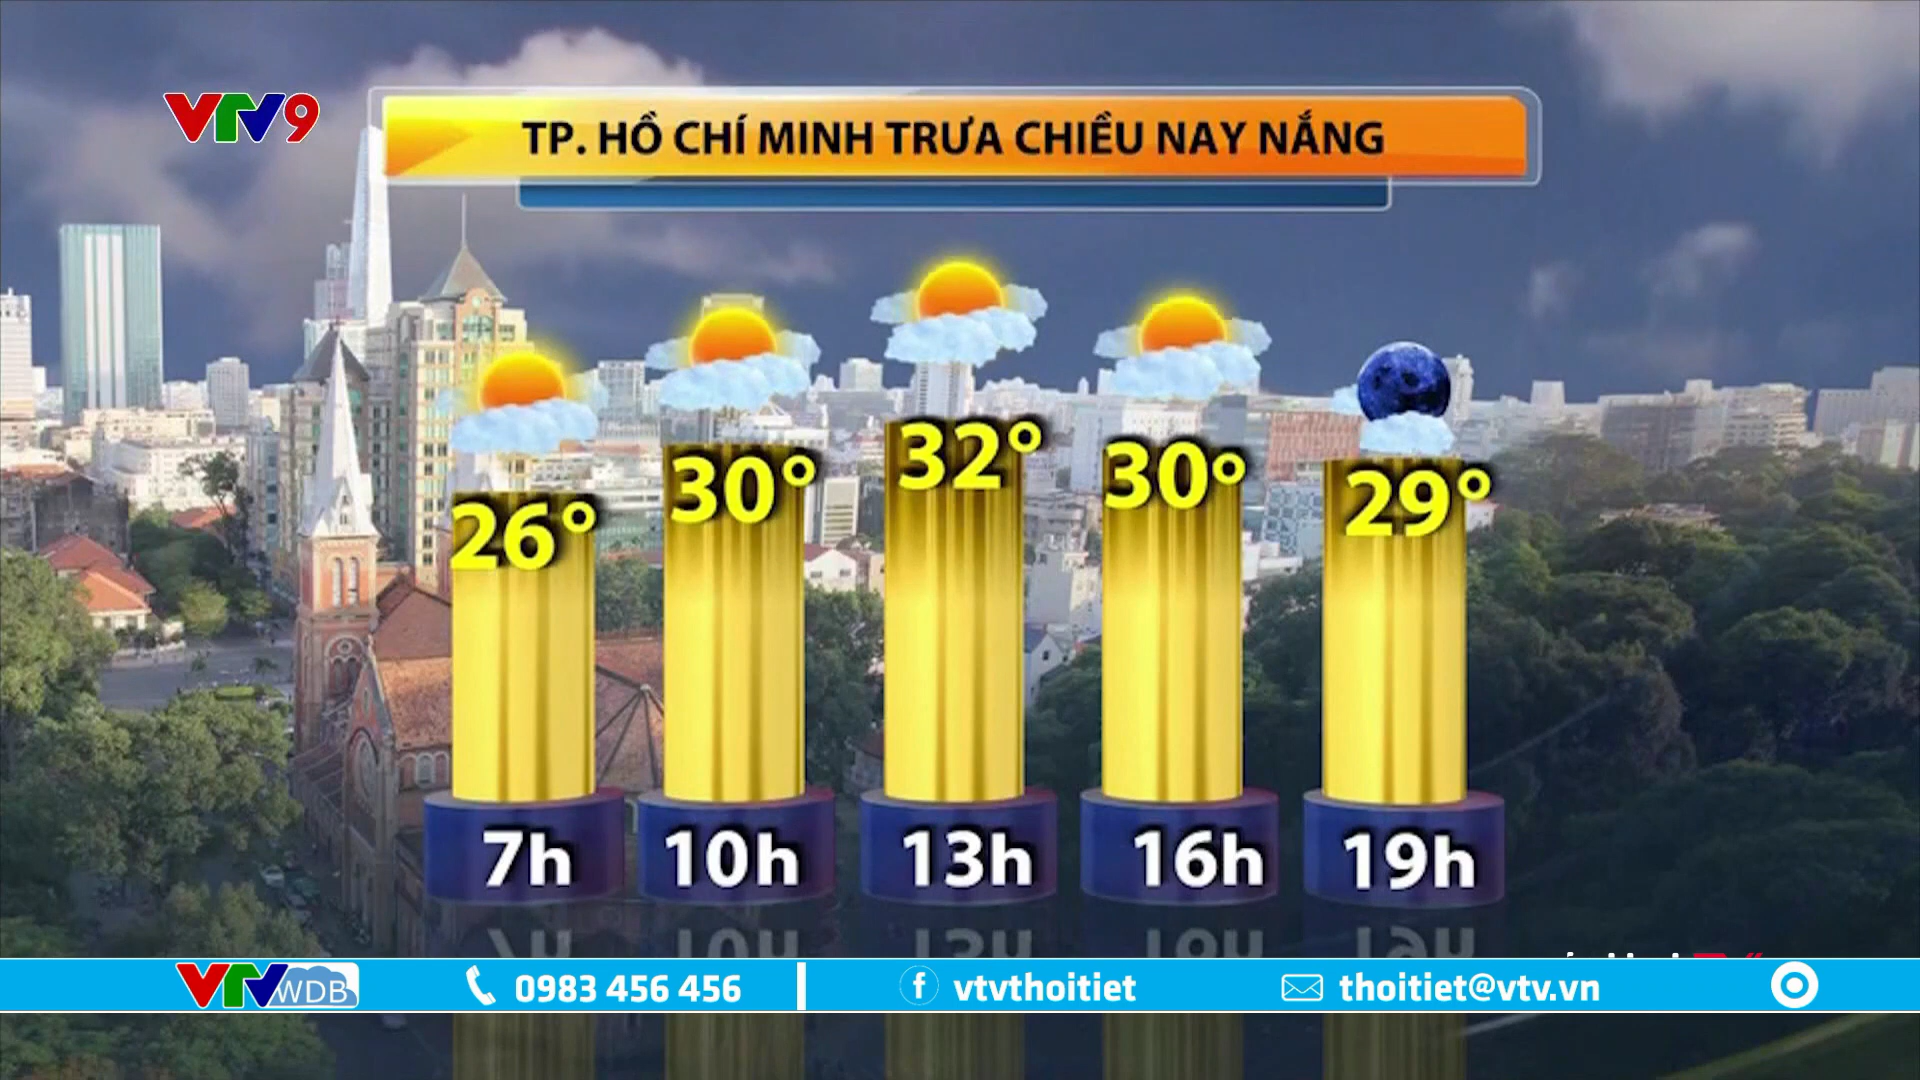 VTV9
TP. HỒ CHÍ MINH TRƯA CHIỀU NAY NẮNG
26° 30° 32° 30° 29°
7h 10h 13h 16h 19h
VTV WDB 0983 456 456 vtvthoitiet thoitiet@vtv.vn